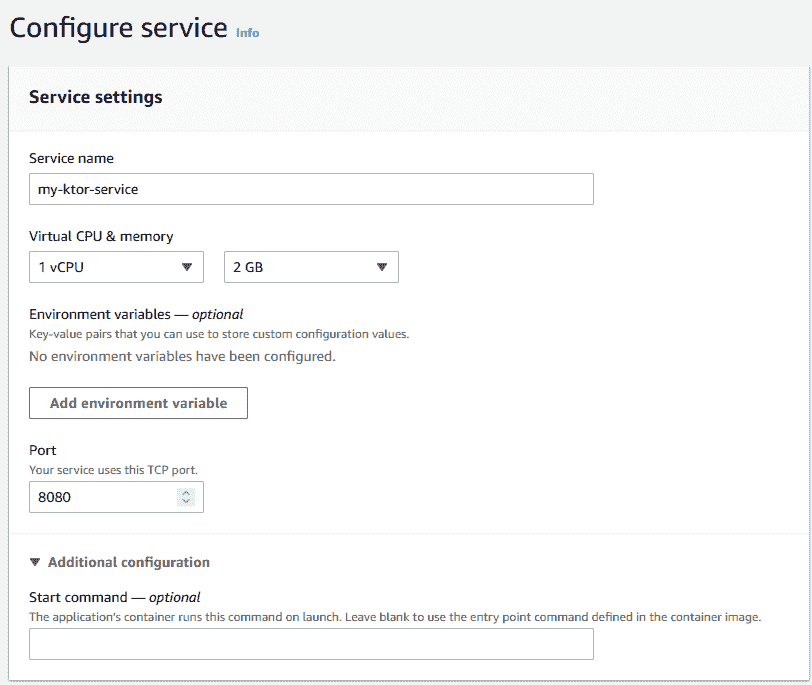 Configure service Info
Service settings
Service name
my-ktor-service
Virtual CPU & memory
1 vCPU 2 GB
Environment variables — optional
Key-value pairs that you can use to store custom configuration values.
No environment variables have been configured.
Add environment variable
Port
Your service uses this TCP port.
8080
Additional configuration
Start command — optional
The application's container runs this command on launch. Leave blank to use the entry point command defined in the container image.